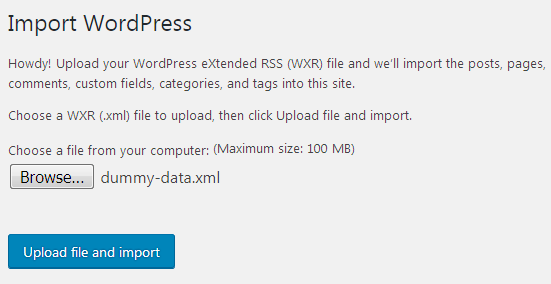 Import WordPress
Howdy! Upload your WordPress eXtended RSS (WXR) file and we'll import the posts, pages,
comments, custom fields, categories, and tags into this site.
Choose a WXR (.xml) file to upload, then click Upload file and import.
Choose a file from your computer: (Maximum size: 100 MB)
Browse... dummy-data.xml
Upload file and import